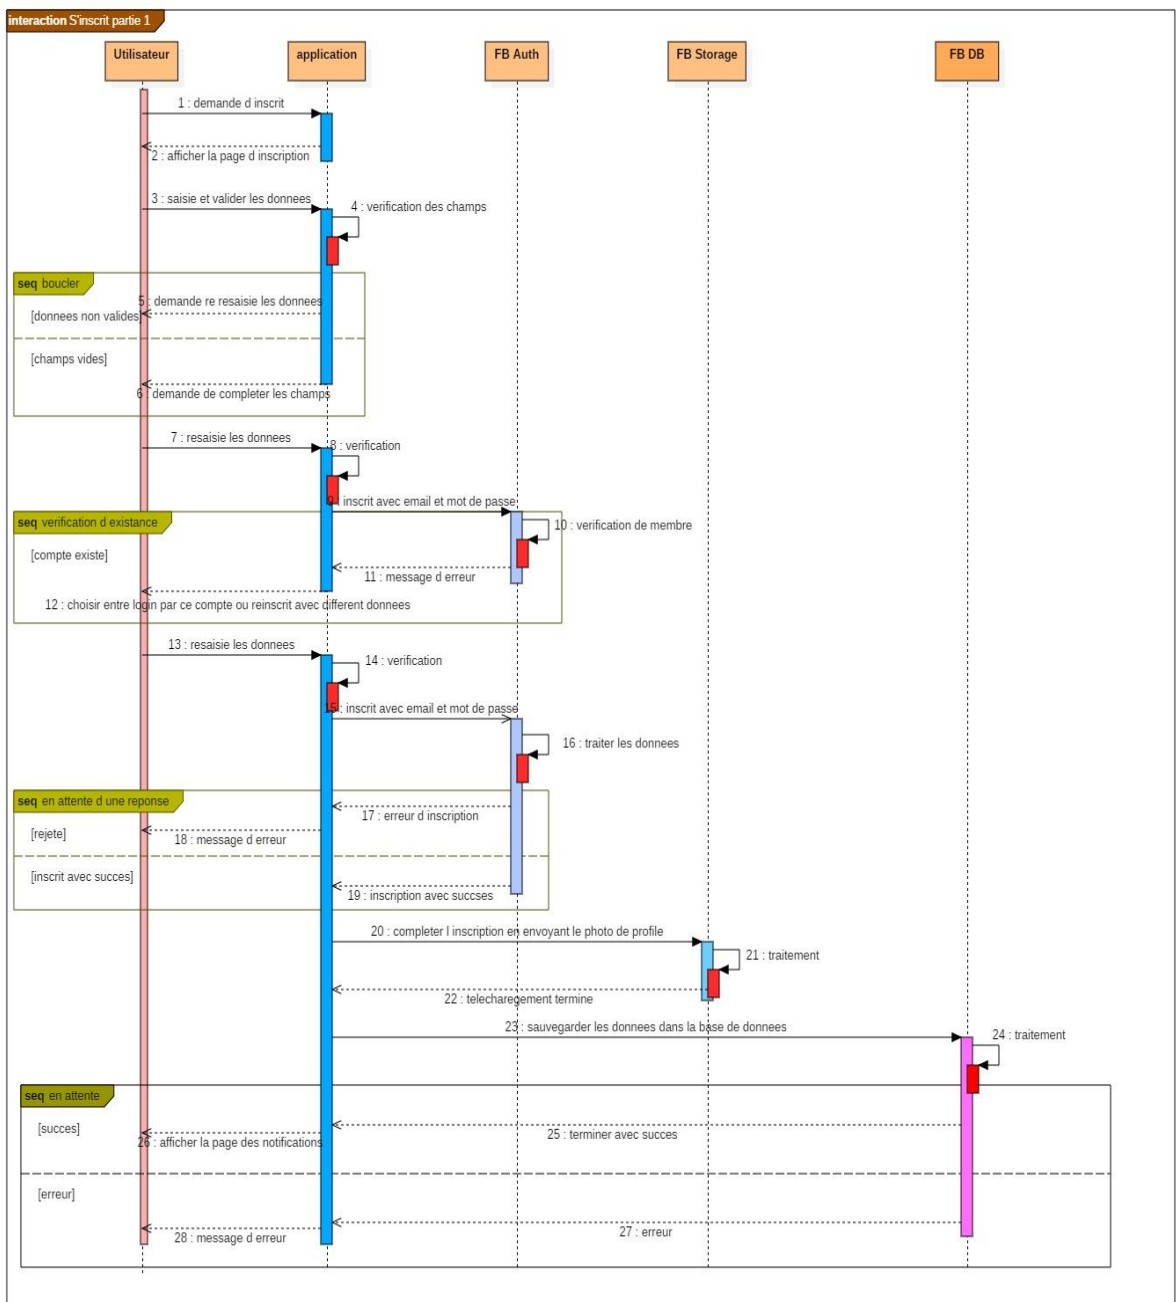 interaction S'inscrit partie 1
Utilisateur
application
FB Auth
FB Storage
FB DB
1 : demande d inscrit
2 : afficher la page d inscription
3 : saisie et valider les donnees
4 : verification des champs
seq boucler
5 : demande re resaisie les donnees
[donnees non valides]
[champs vides]
6 : demande de completer les champs
7 : resaisie les donnees
8 : verification
9 : inscrit avec email et mot de passe
seq verification d existance
10 : verification de membre
[compte existe]
11 : message d erreur
12 : choisir entre login par ce compte ou reinscrit avec different donnees
13 : resaisie les donnees
14 : verification
15 : inscrit avec email et mot de passe
16 : traiter les donnees
seq en attente d une reponse
17 : erreur d inscription
[rejete]
18 : message d erreur
[inscrit avec succes]
19 : inscription avec succses
20 : completer l inscription en envoyant le photo de profile
21 : traitement
22 : telecharegement termine
23 : sauvegarder les donnees dans la base de donnees
24 : traitement
seq en attente
[succes]
25 : terminer avec succes
26 : afficher la page des notifications
[erreur]
27 : erreur
28 : message d erreur